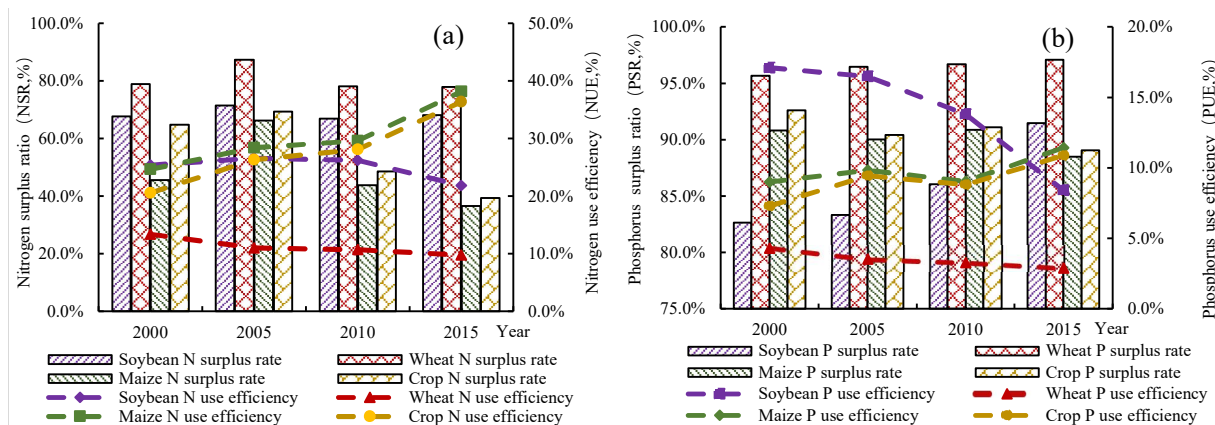 100.0%
80.0%
60.0%
40.0%
20.0%
0.0%
Nitrogen surplus ratio (NSR,%)
(a)
50.0%
40.0%
30.0%
20.0%
10.0%
0.0%
Nitrogen use efficiency (NUE,%)
2000 2005 2010 2015 Year
Soybean N surplus rate Wheat N surplus rate
Maize N surplus rate Crop N surplus rate
Soybean N use efficiency Wheat N use efficiency
Maize N use efficiency Crop N use efficiency
100.0%
95.0%
90.0%
85.0%
80.0%
75.0%
Phosphorus surplus ratio (PSR,%)
(b)
20.0%
15.0%
10.0%
5.0%
0.0%
Phosphorus use efficiency (PUE,%)
2000 2005 2010 2015 Year
Soybean P surplus rate Wheat P surplus rate
Maize P surplus rate Crop P surplus rate
Soybean P use efficiency Wheat P use efficiency
Maize P use efficiency Crop P use efficiency